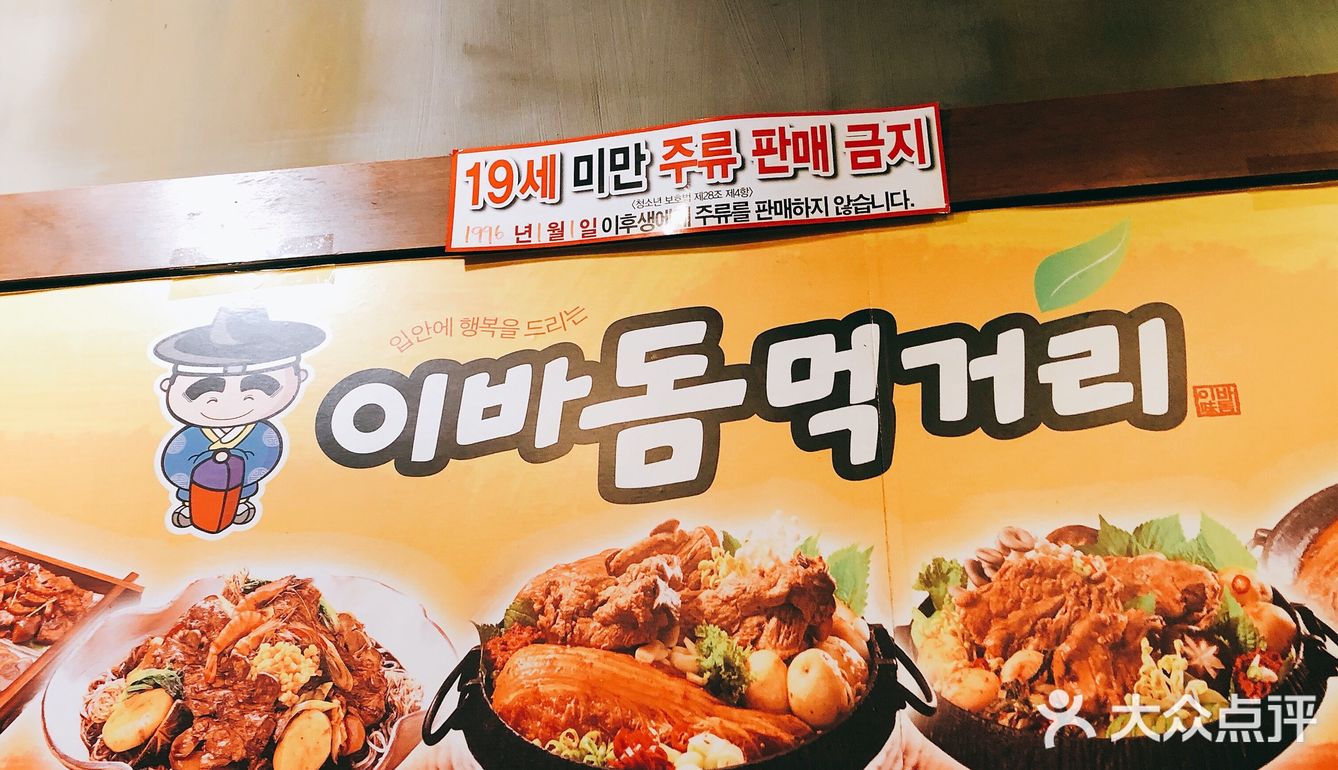 19세 미만 주류 판매 금지
<청소년 보호법 제28조 제4항>
1996 년 1 월 1 일 이후생에게 주류를 판매하지 않습니다.
입안에 행복을 드리는
이바돔먹거리
이바
味돔
大众点评